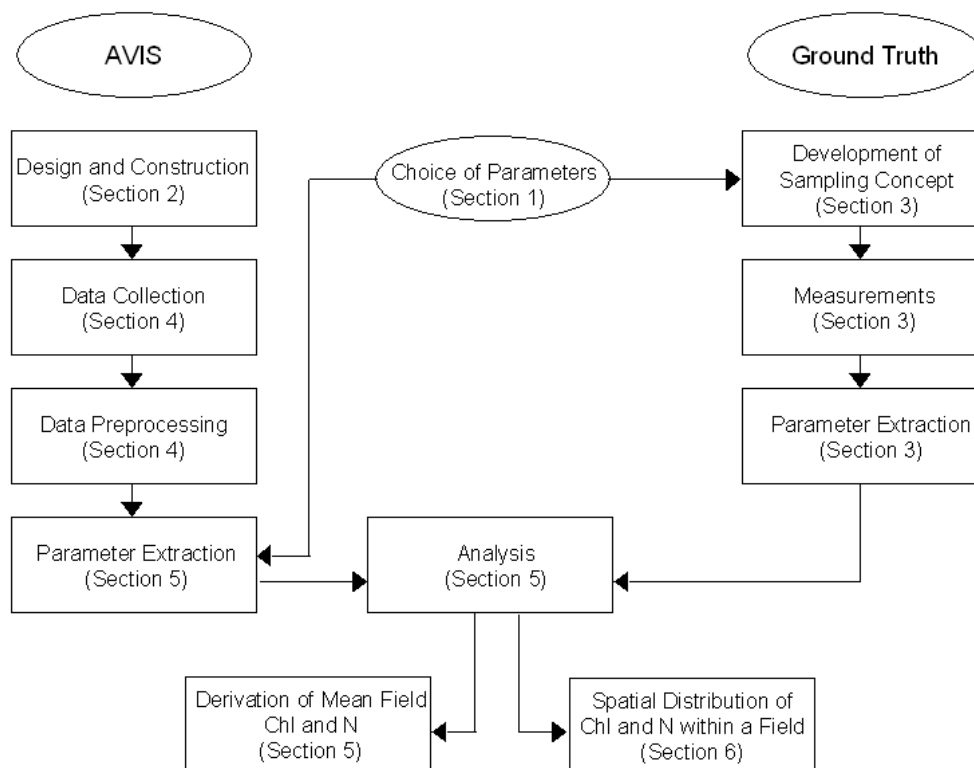 AVIS
Ground Truth
Design and Construction
(Section 2)
Choice of Parameters
(Section 1)
Development of
Sampling Concept
(Section 3)
Data Collection
(Section 4)
Measurements
(Section 3)
Data Preprocessing
(Section 4)
Parameter Extraction
(Section 3)
Parameter Extraction
(Section 5)
Analysis
(Section 5)
Derivation of Mean Field
Chl and N
(Section 5)
Spatial Distribution of
Chl and N within a Field
(Section 6)